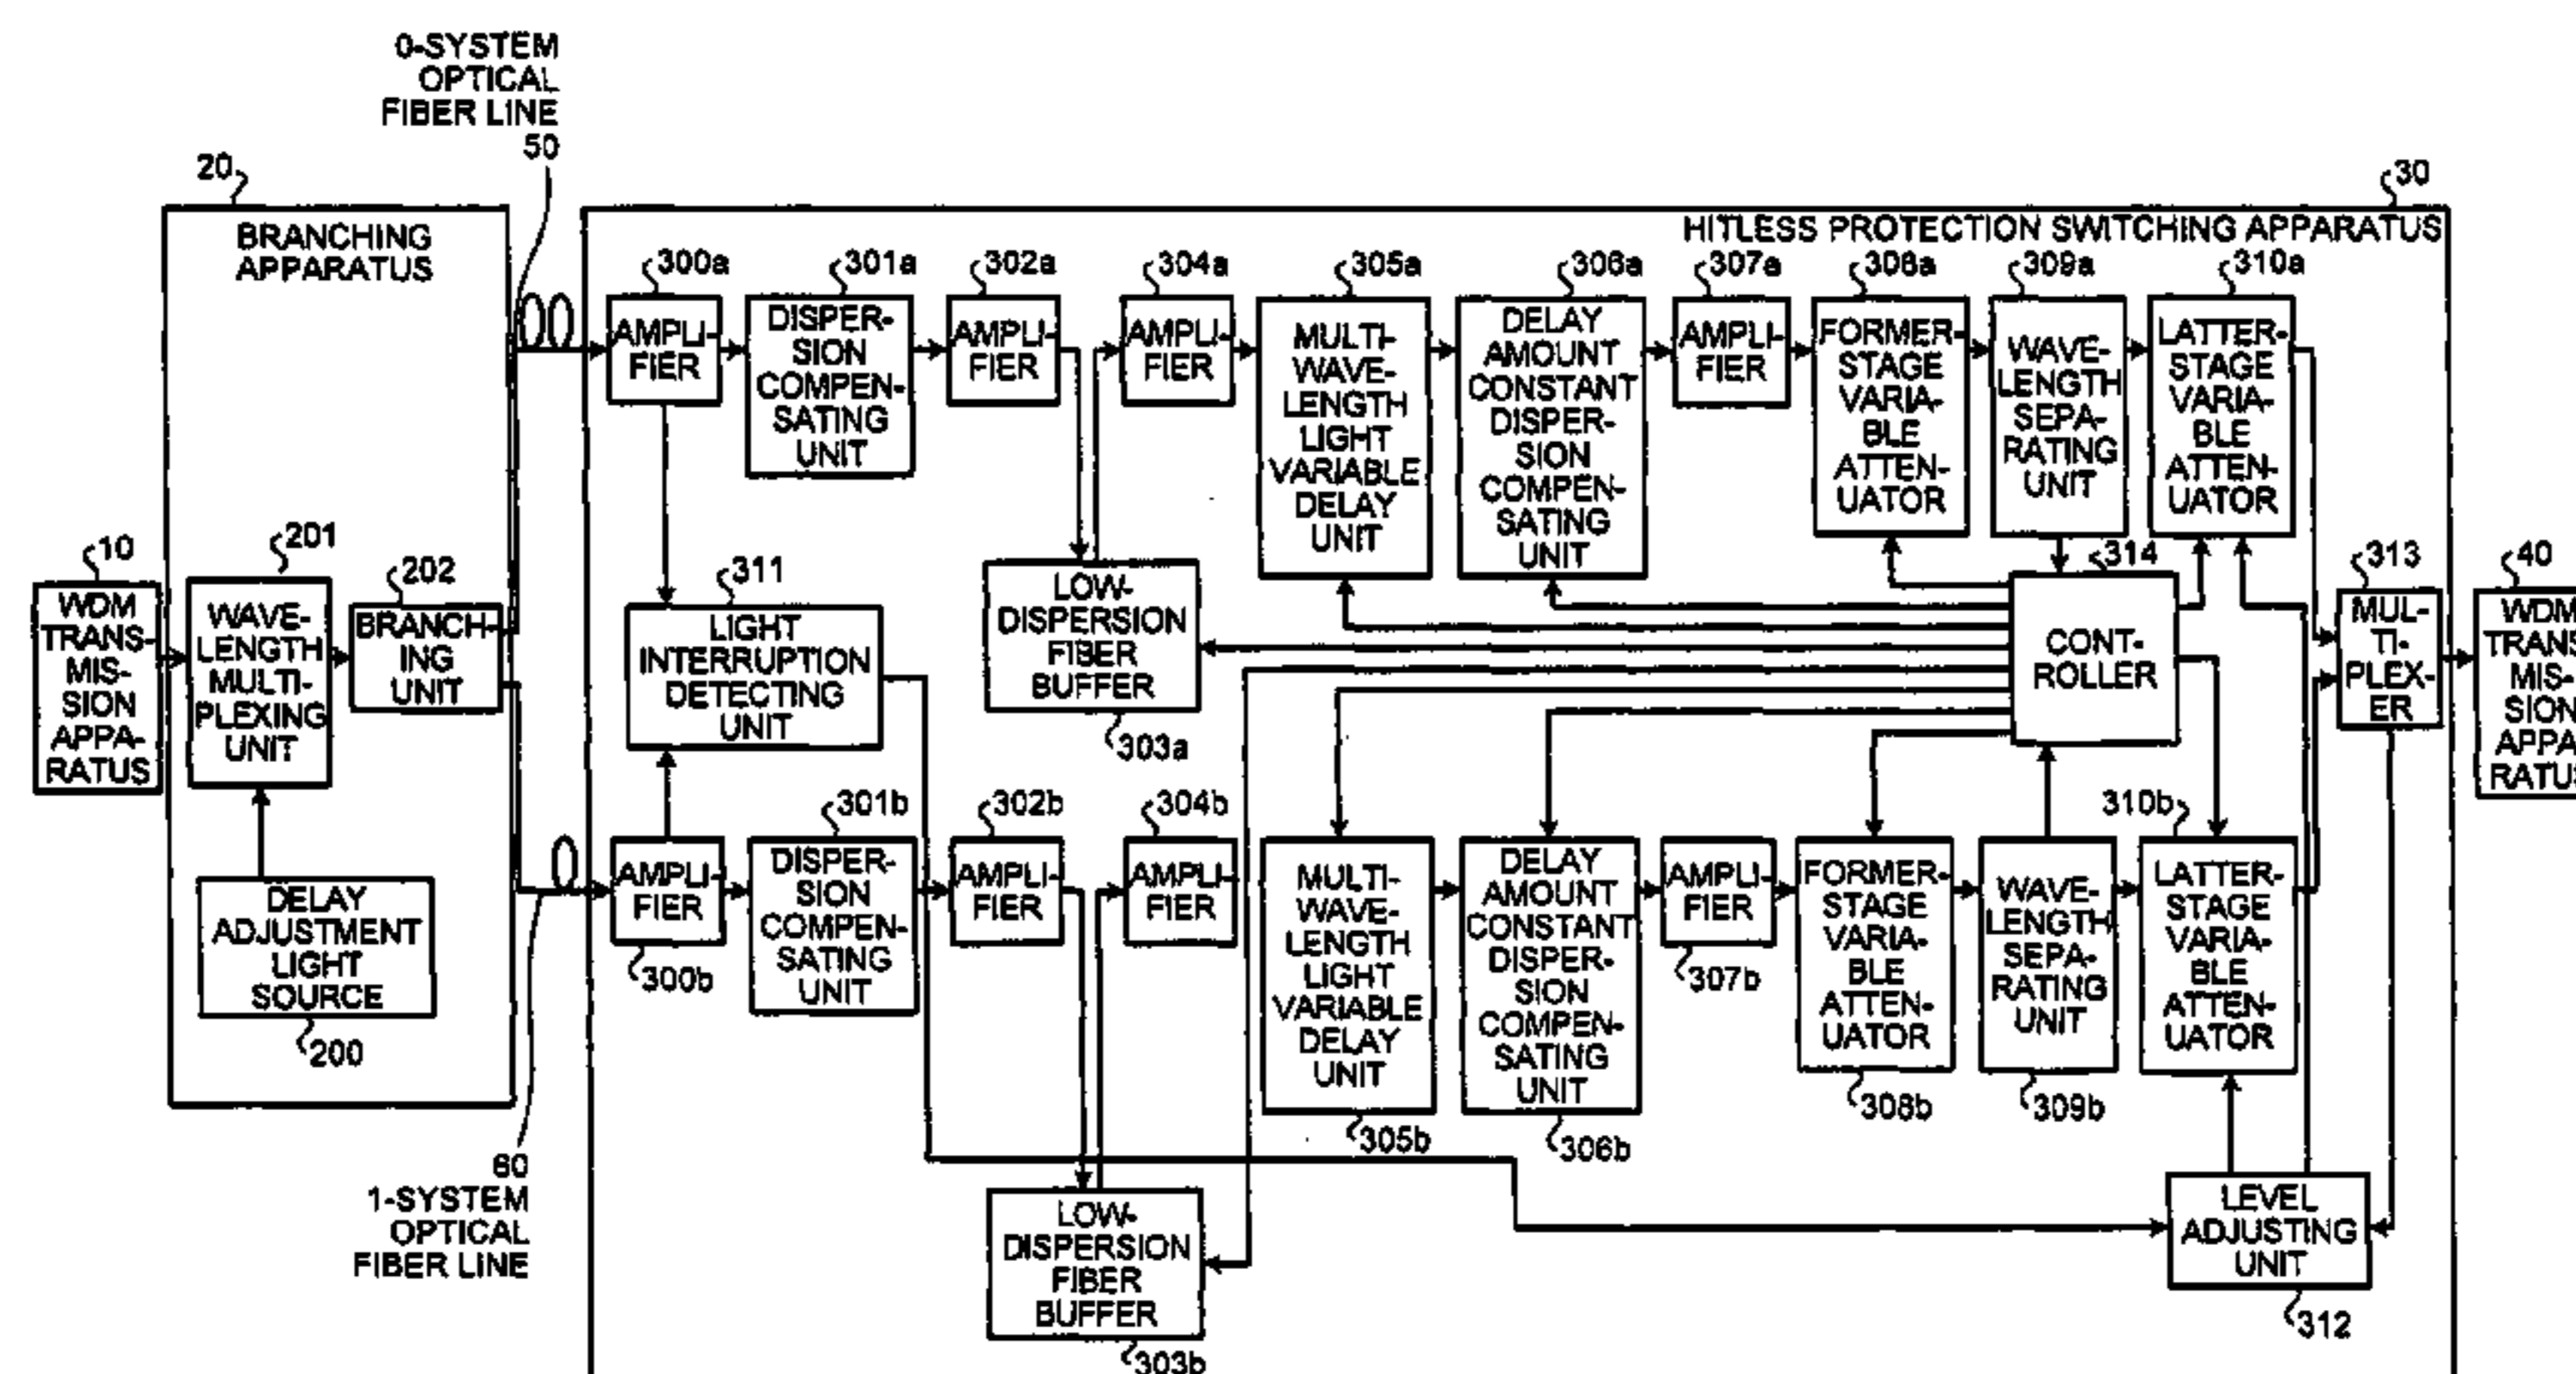 0-SYSTEM
OPTICAL
FIBER LINE
50
20
BRANCHING
APPARATUS
30
HITLESS PROTECTION SWITCHING APPARATUS
300a
AMPLI-
FIER
301a
DISPER-
SION
COMPEN-
SATING
UNIT
302a
AMPLI-
FIER
304a
AMPLI-
FIER
305a
MULTI-
WAVE-
LENGTH
LIGHT
VARIABLE
DELAY
UNIT
306a
DELAY
AMOUNT
CONSTANT
DISPER-
SION
COMPEN-
SATING
UNIT
307a
AMPLI-
FIER
308a
FORMER-
STAGE
VARIA-
BLE
ATTEN-
UATOR
309a
WAVE-
LENGTH
SEPA-
RATING
UNIT
310a
LATTER-
STAGE
VARIA-
BLE
ATTEN-
UATOR
10
WDM
TRANS-
MIS-
SION
APPA-
RATUS
201
WAVE-
LENGTH
MULTI-
PLEXING
UNIT
202
BRANCH-
ING
UNIT
311
LIGHT
INTERRUPTION
DETECTING
UNIT
LOW-
DISPERSION
FIBER
BUFFER
303a
314
CONT-
ROLLER
313
MUL-
TI-
PLEX-
ER
40
WDM
TRANS
MIS-
SION
APPA
RATUS
DELAY
ADJUSTMENT
LIGHT
SOURCE
200
AMPLI-
FIER
300b
301b
DISPER-
SION
COMPEN-
SATING
UNIT
302b
AMPLI-
FIER
304b
AMPLI-
FIER
MULTI-
WAVE-
LENGTH
LIGHT
VARIABLE
DELAY
UNIT
305b
DELAY
AMOUNT
CONSTANT
DISPER-
SION
COMPEN-
SATING
UNIT
306b
AMPLI-
FIER
307b
FORMER-
STAGE
VARIA-
BLE
ATTEN-
UATOR
308b
WAVE-
LENGTH
SEPA-
RATING
UNIT
309b
310b
LATTER-
STAGE
VARIA-
BLE
ATTEN-
UATOR
60
1-SYSTEM
OPTICAL
FIBER LINE
LOW-
DISPERSION
FIBER
BUFFER
303b
LEVEL
ADJUSTING
UNIT
312